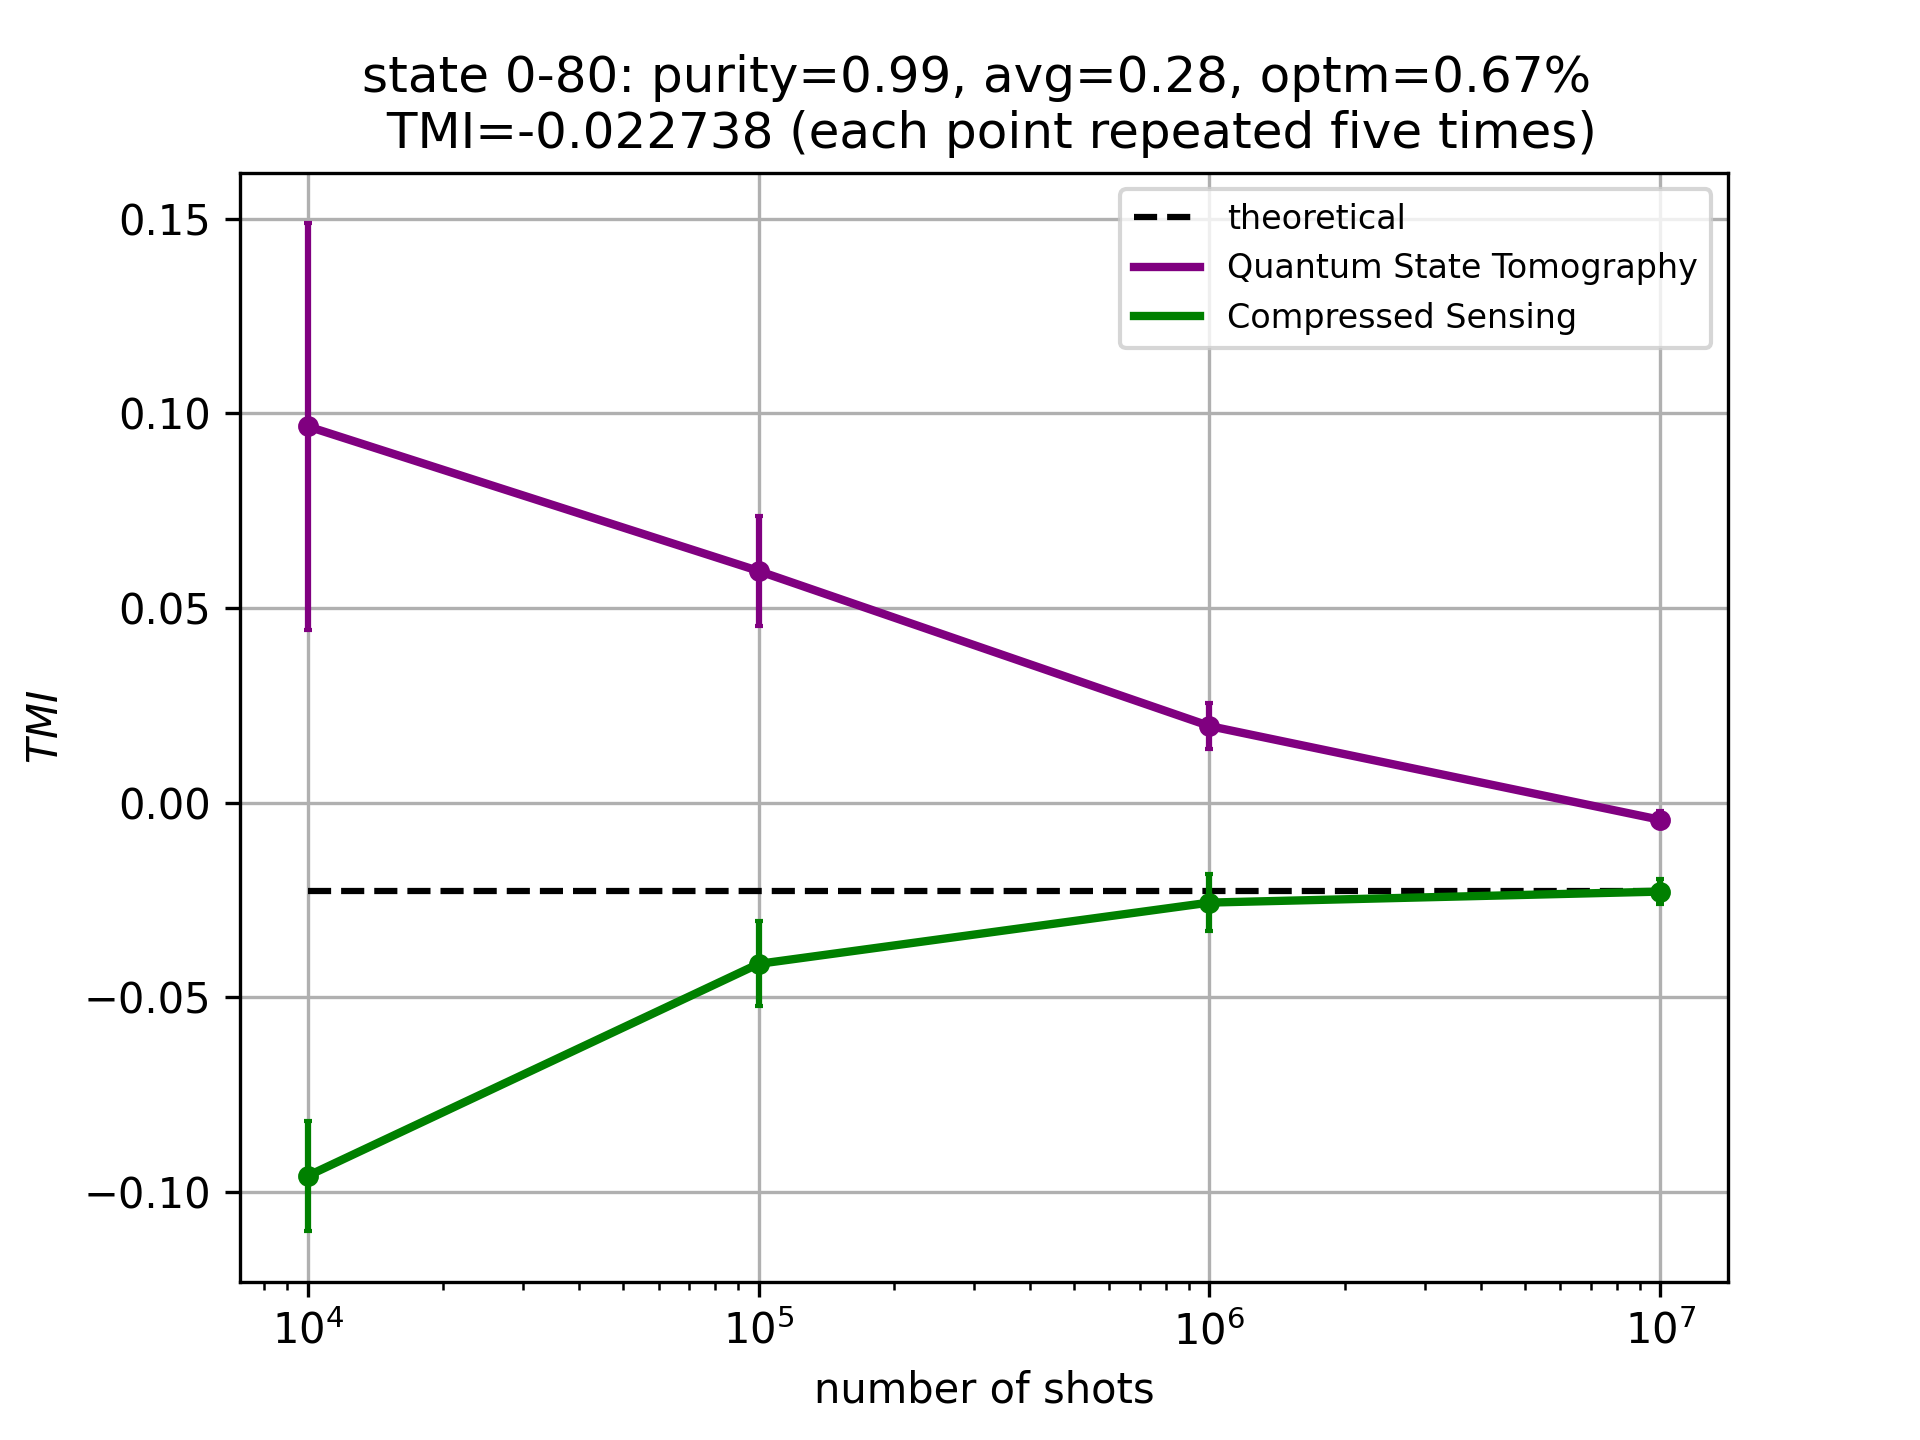 state 0-80: purity=0.99, avg=0.28, optm=0.67%
TMI=-0.022738 (each point repeated five times)
theoretical
Quantum State Tomography
Compressed Sensing
0.15
0.10
0.05
0.00
−0.05
−0.10
TMI
10⁴ 10⁵ 10⁶ 10⁷
number of shots